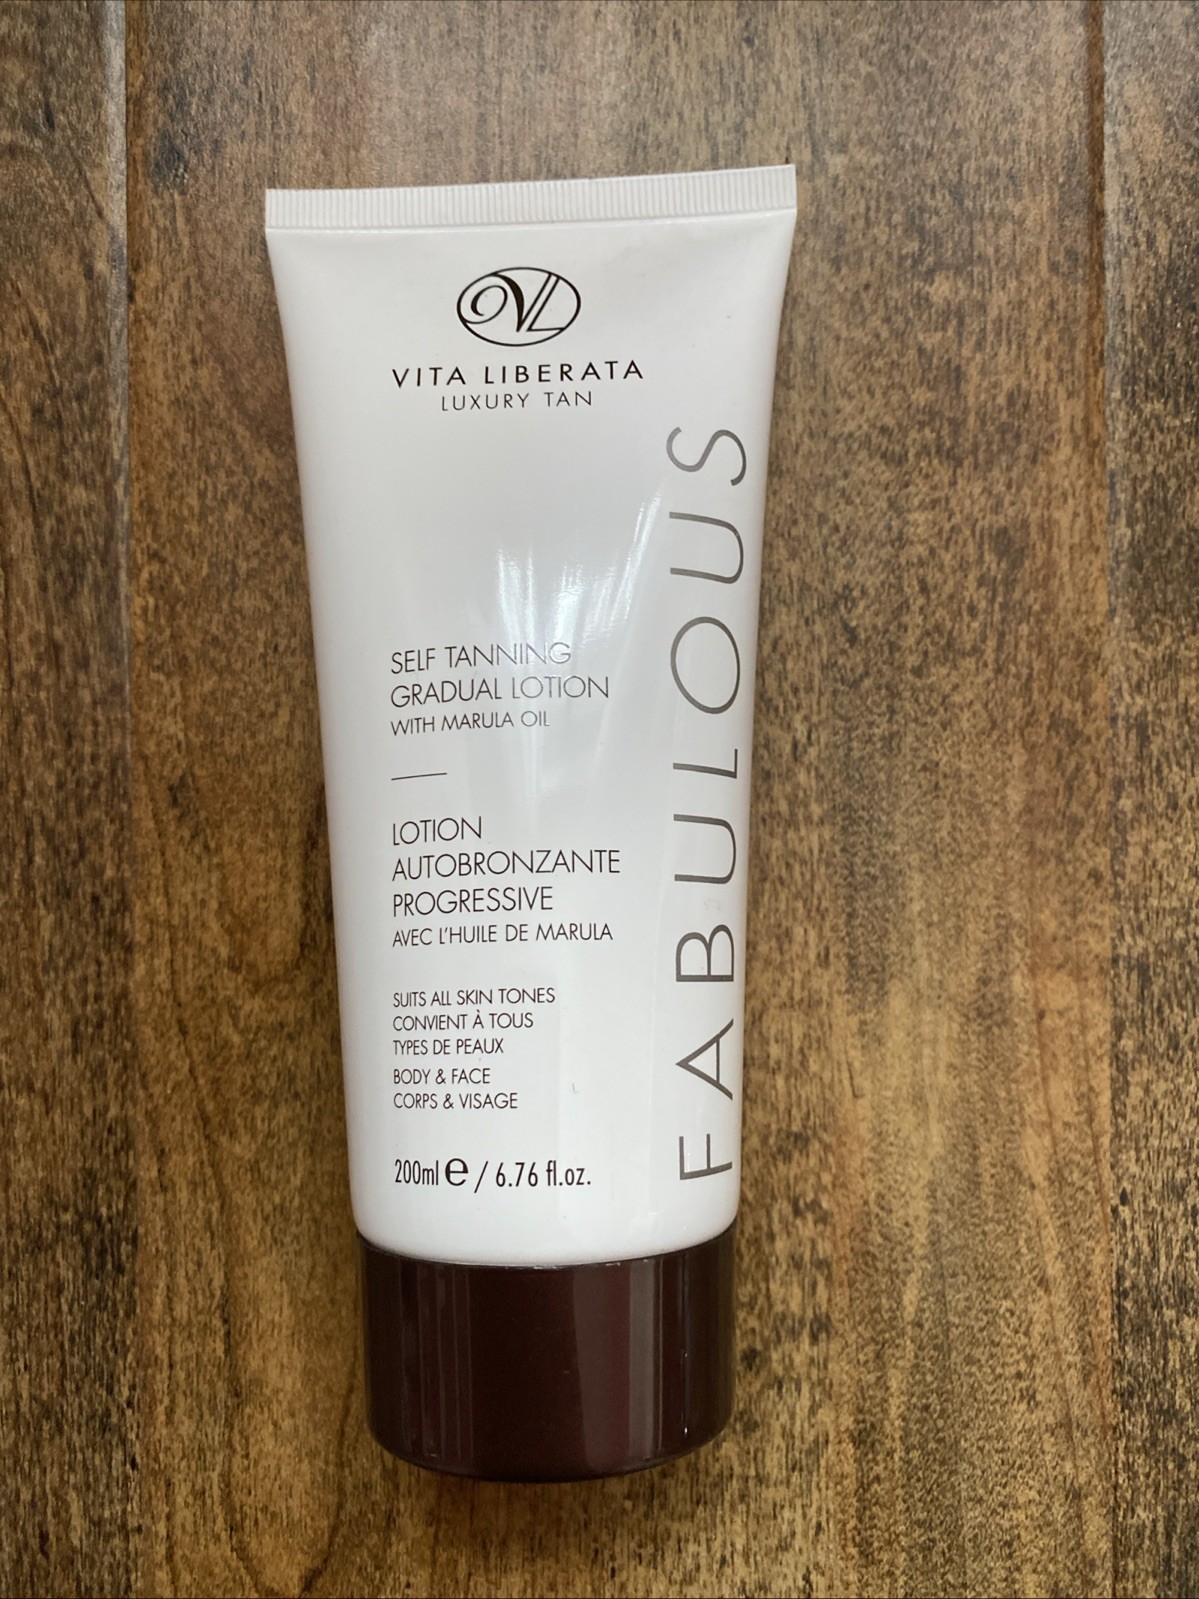 VL
VITA LIBERATA
LUXURY TAN
SELF TANNING
GRADUAL LOTION
WITH MARULA OIL
LOTION
AUTOBRONZANTE
PROGRESSIVE
AVEC L'HUILE DE MARULA
SUITS ALL SKIN TONES
CONVIENT À TOUS
TYPES DE PEAUX
BODY & FACE
CORPS & VISAGE
200ml e / 6.76 fl.oz.
FABULOUS